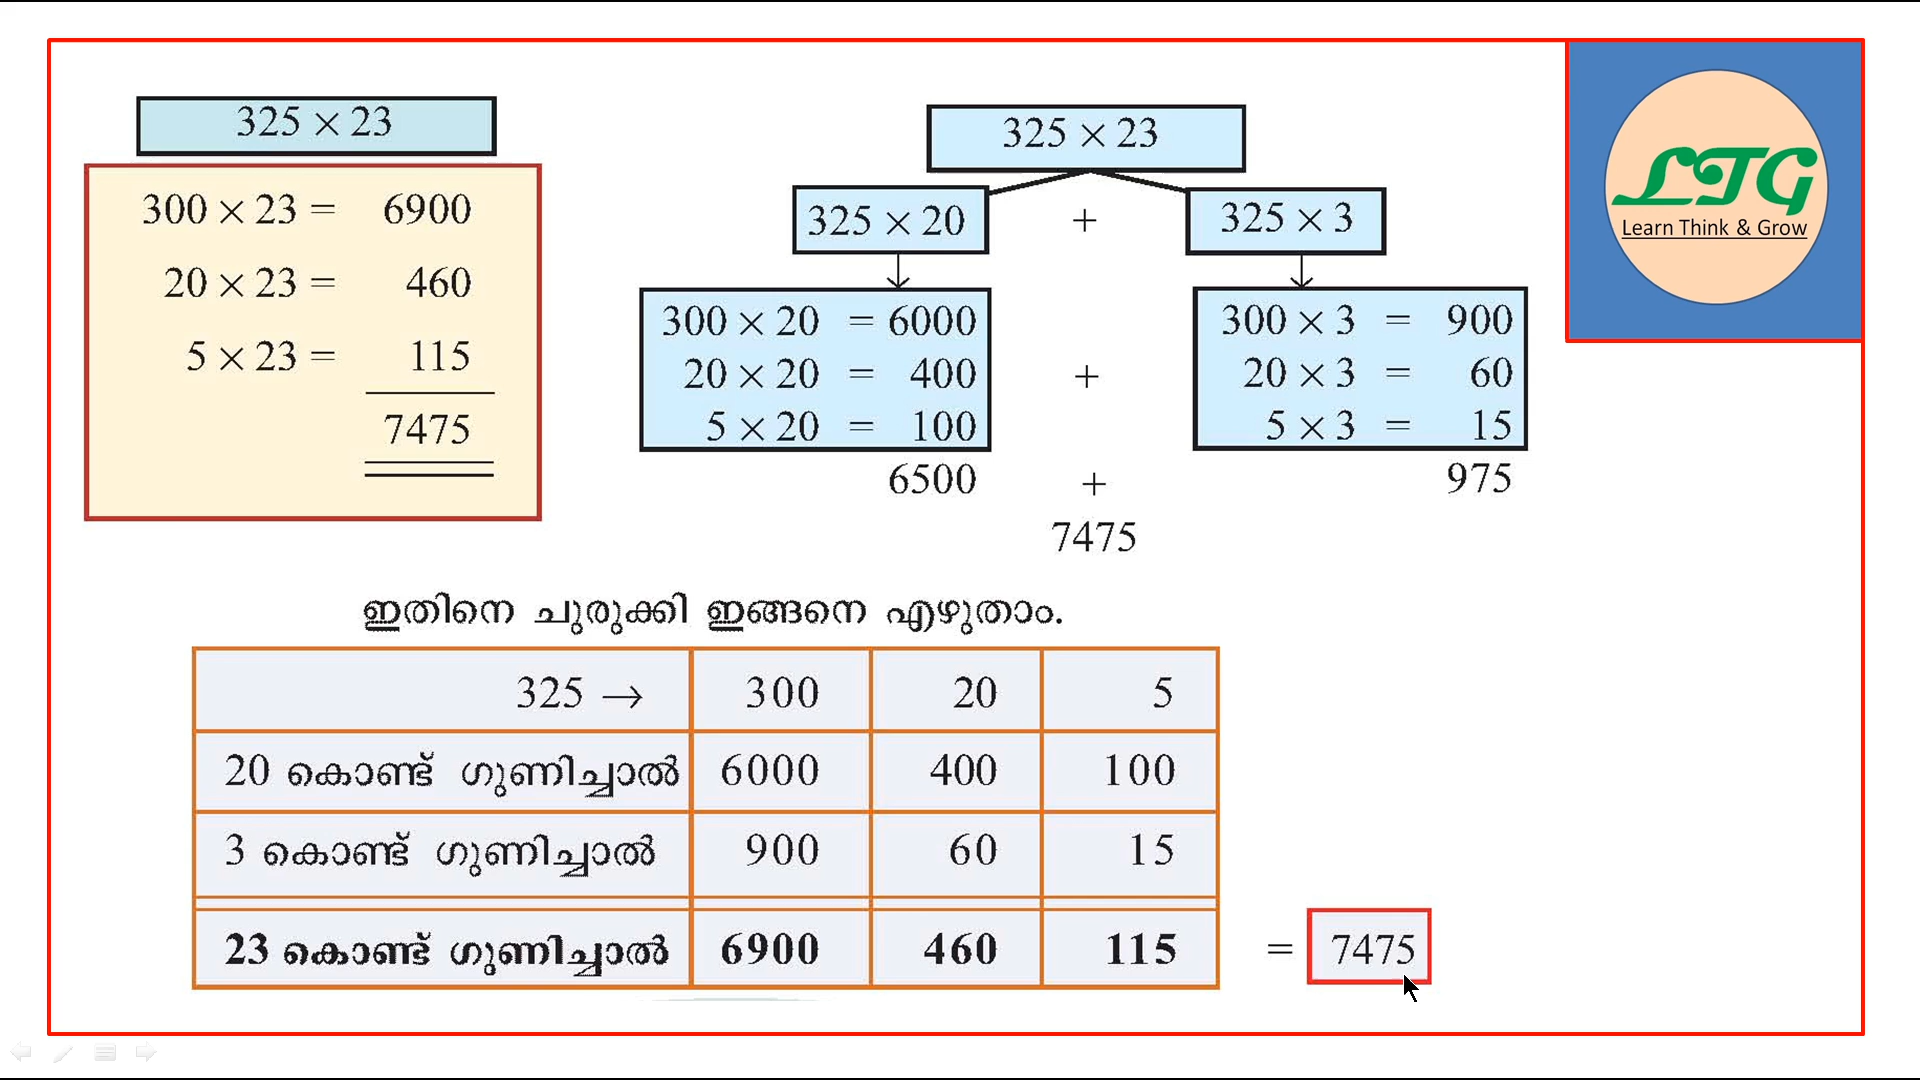 325 × 23
300 × 23 = 6900
20 × 23 = 460
5 × 23 = 115
7475
325 × 23
325 × 20 + 325 × 3
300 × 20 = 6000
20 × 20 = 400
5 × 20 = 100
+
300 × 3 = 900
20 × 3 = 60
5 × 3 = 15
6500 + 975
7475
LTG
Learn Think & Grow
ഇതിനെ ചുരുക്കി ഇങ്ങനെ എഴുതാം.
325 → 300 20 5
20 കൊണ്ട് ഗുണിച്ചാൽ 6000 400 100
3 കൊണ്ട് ഗുണിച്ചാൽ 900 60 15
23 കൊണ്ട് ഗുണിച്ചാൽ 6900 460 115 = 7475